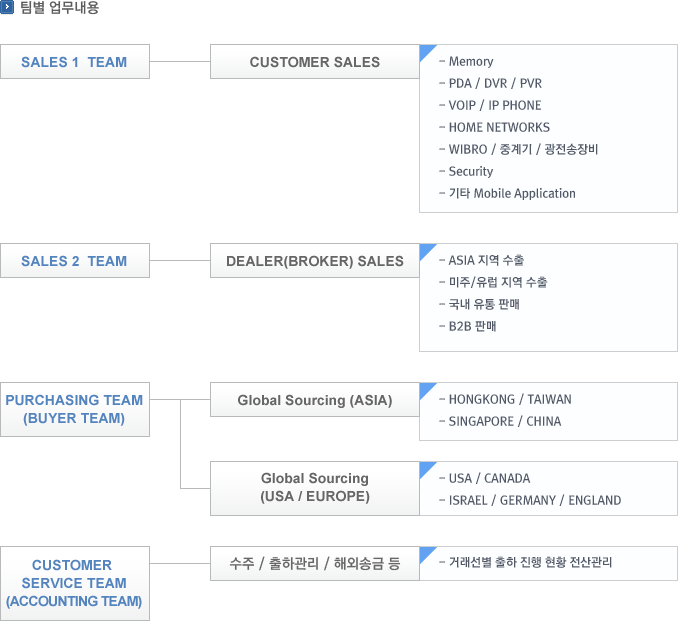 팀별 업무내용
SALES 1 TEAM
CUSTOMER SALES
- Memory
- PDA / DVR / PVR
- VOIP / IP PHONE
- HOME NETWORKS
- WIBRO / 중계기 / 광전송장비
- Security
- 기타 Mobile Application
SALES 2 TEAM
DEALER(BROKER) SALES
- ASIA 지역 수출
- 미주/유럽 지역 수출
- 국내 유통 판매
- B2B 판매
PURCHASING TEAM
(BUYER TEAM)
Global Sourcing (ASIA)
- HONGKONG / TAIWAN
- SINGAPORE / CHINA
Global Sourcing
(USA / EUROPE)
- USA / CANADA
- ISRAEL / GERMANY / ENGLAND
CUSTOMER
SERVICE TEAM
(ACCOUNTING TEAM)
수주 / 출하관리 / 해외송금 등
- 거래선별 출하 진행 현황 전산관리